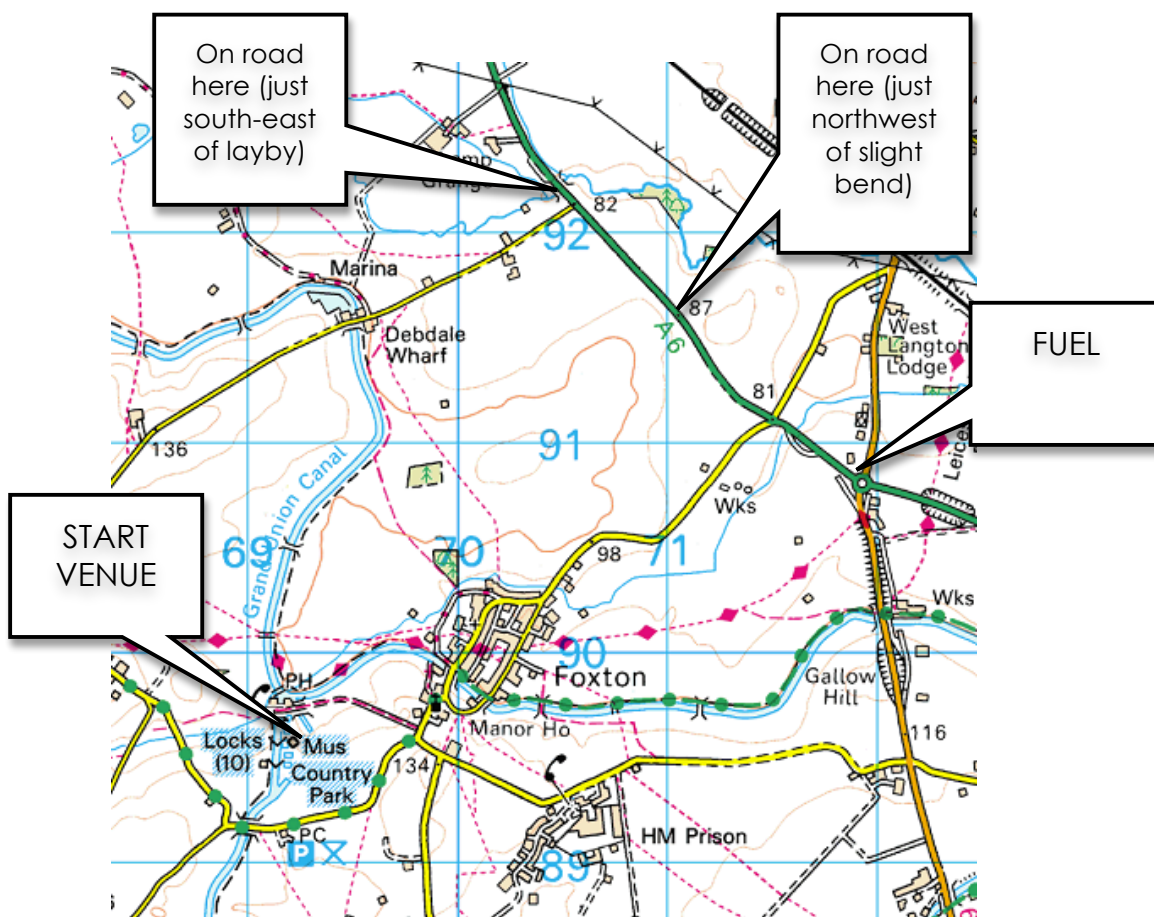 On road
here (just
south-east
of layby)
On road
here (just
northwest
of slight
bend)
82
92
Marina
87
Debdale
Wharf
A6
West
Langton
Lodge
FUEL
81
136
91
Grand Union Canal
Wks
START
VENUE
69
70
98
71
Wks
PH
90
Foxton
Gallow
Hill
Manor Ho
Locks
(10)
Mus
Country
Park
134
116
PC
P
HM Prison
89